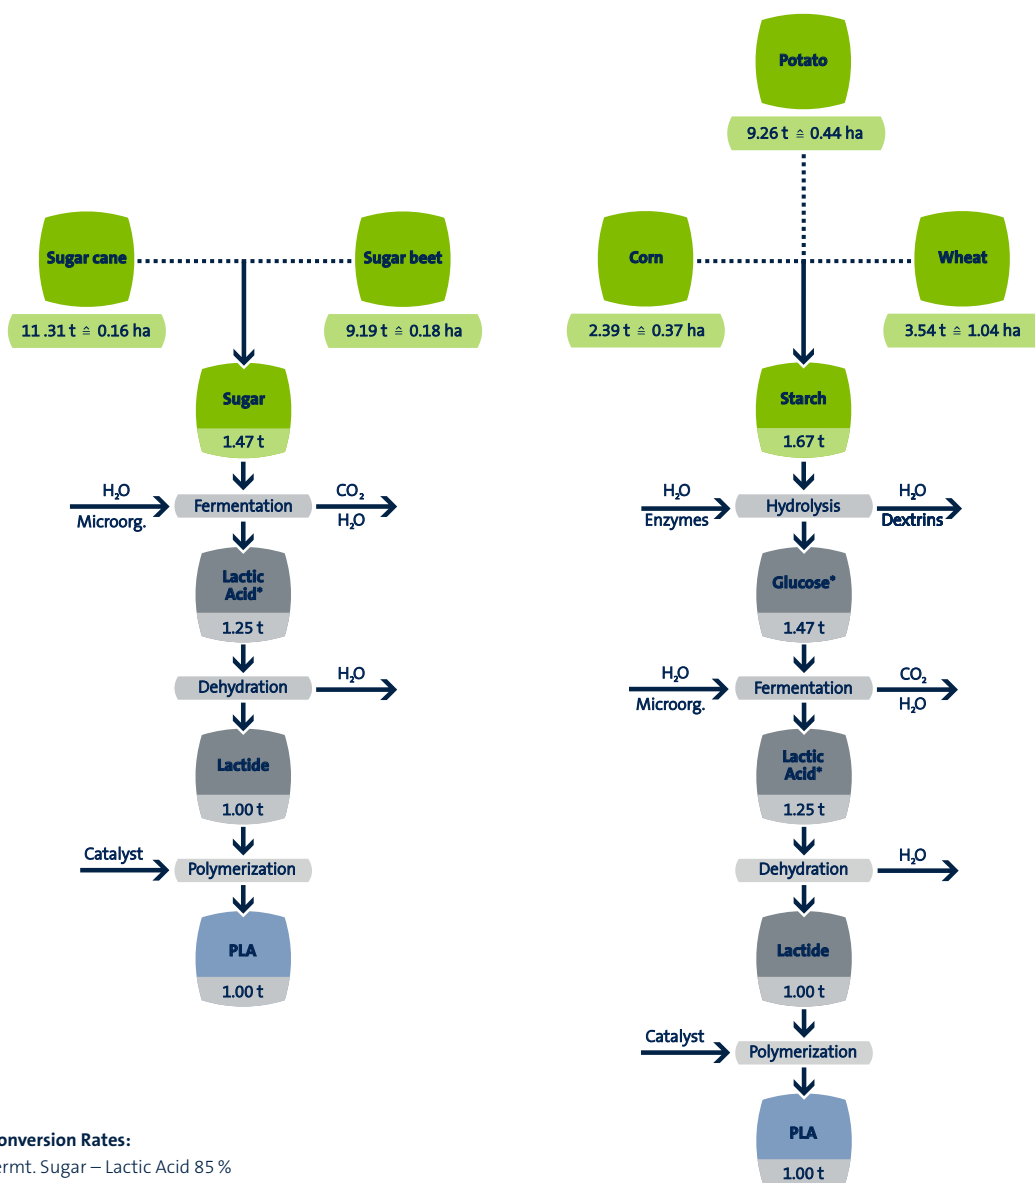 Potato
9.26 t ≙ 0.44 ha
Sugar cane
Sugar beet
Corn
Wheat
11 .31 t ≙ 0.16 ha
9.19 t ≙ 0.18 ha
2.39 t ≙ 0.37 ha
3.54 t ≙ 1.04 ha
Sugar
1.47 t
Starch
1.67 t
H₂O
Microorg.
Fermentation
CO₂
H₂O
H₂O
Enzymes
Hydrolysis
H₂O
Dextrins
Lactic
Acid*
1.25 t
Glucose*
1.47 t
Dehydration
H₂O
H₂O
Microorg.
Fermentation
CO₂
H₂O
Lactide
1.00 t
Lactic
Acid*
1.25 t
Catalyst
Polymerization
Dehydration
H₂O
PLA
1.00 t
Lactide
1.00 t
Catalyst
Polymerization
PLA
1.00 t
onversion Rates:
ermt. Sugar – Lactic Acid 85 %